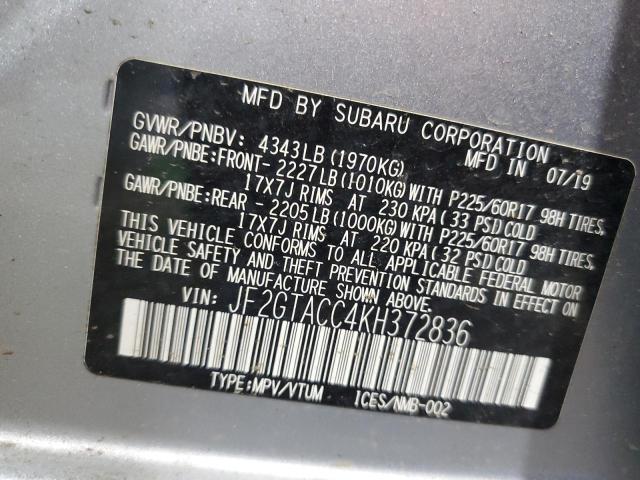 MFD BY SUBARU CORPORATION
GVWR/PNBV: 4343LB (1970KG) MFD IN 07/19
GAWR/PNBE:FRONT- 2227LB (1010KG) WITH P225/60R17 98H TIRES,
17X7J RIMS AT 230 KPA ( 33 PSI) COLD
GAWR/PNBE:REAR - 2205LB (1000KG) WITH P225/60R17 98H TIRES,
17X7J RIMS AT 220 KPA ( 32 PSI) COLD
THIS VEHICLE CONFORMS TO ALL APPLICABLE FEDERAL MOTOR
VEHICLE SAFETY AND THEFT PREVENTION STANDARDS IN EFFECT ON
THE DATE OF MANUFACTURE SHOWN ABOVE.
VIN: JF2GTACC4KH372836
TYPE:MPV/VTUM ICES/NMB-002